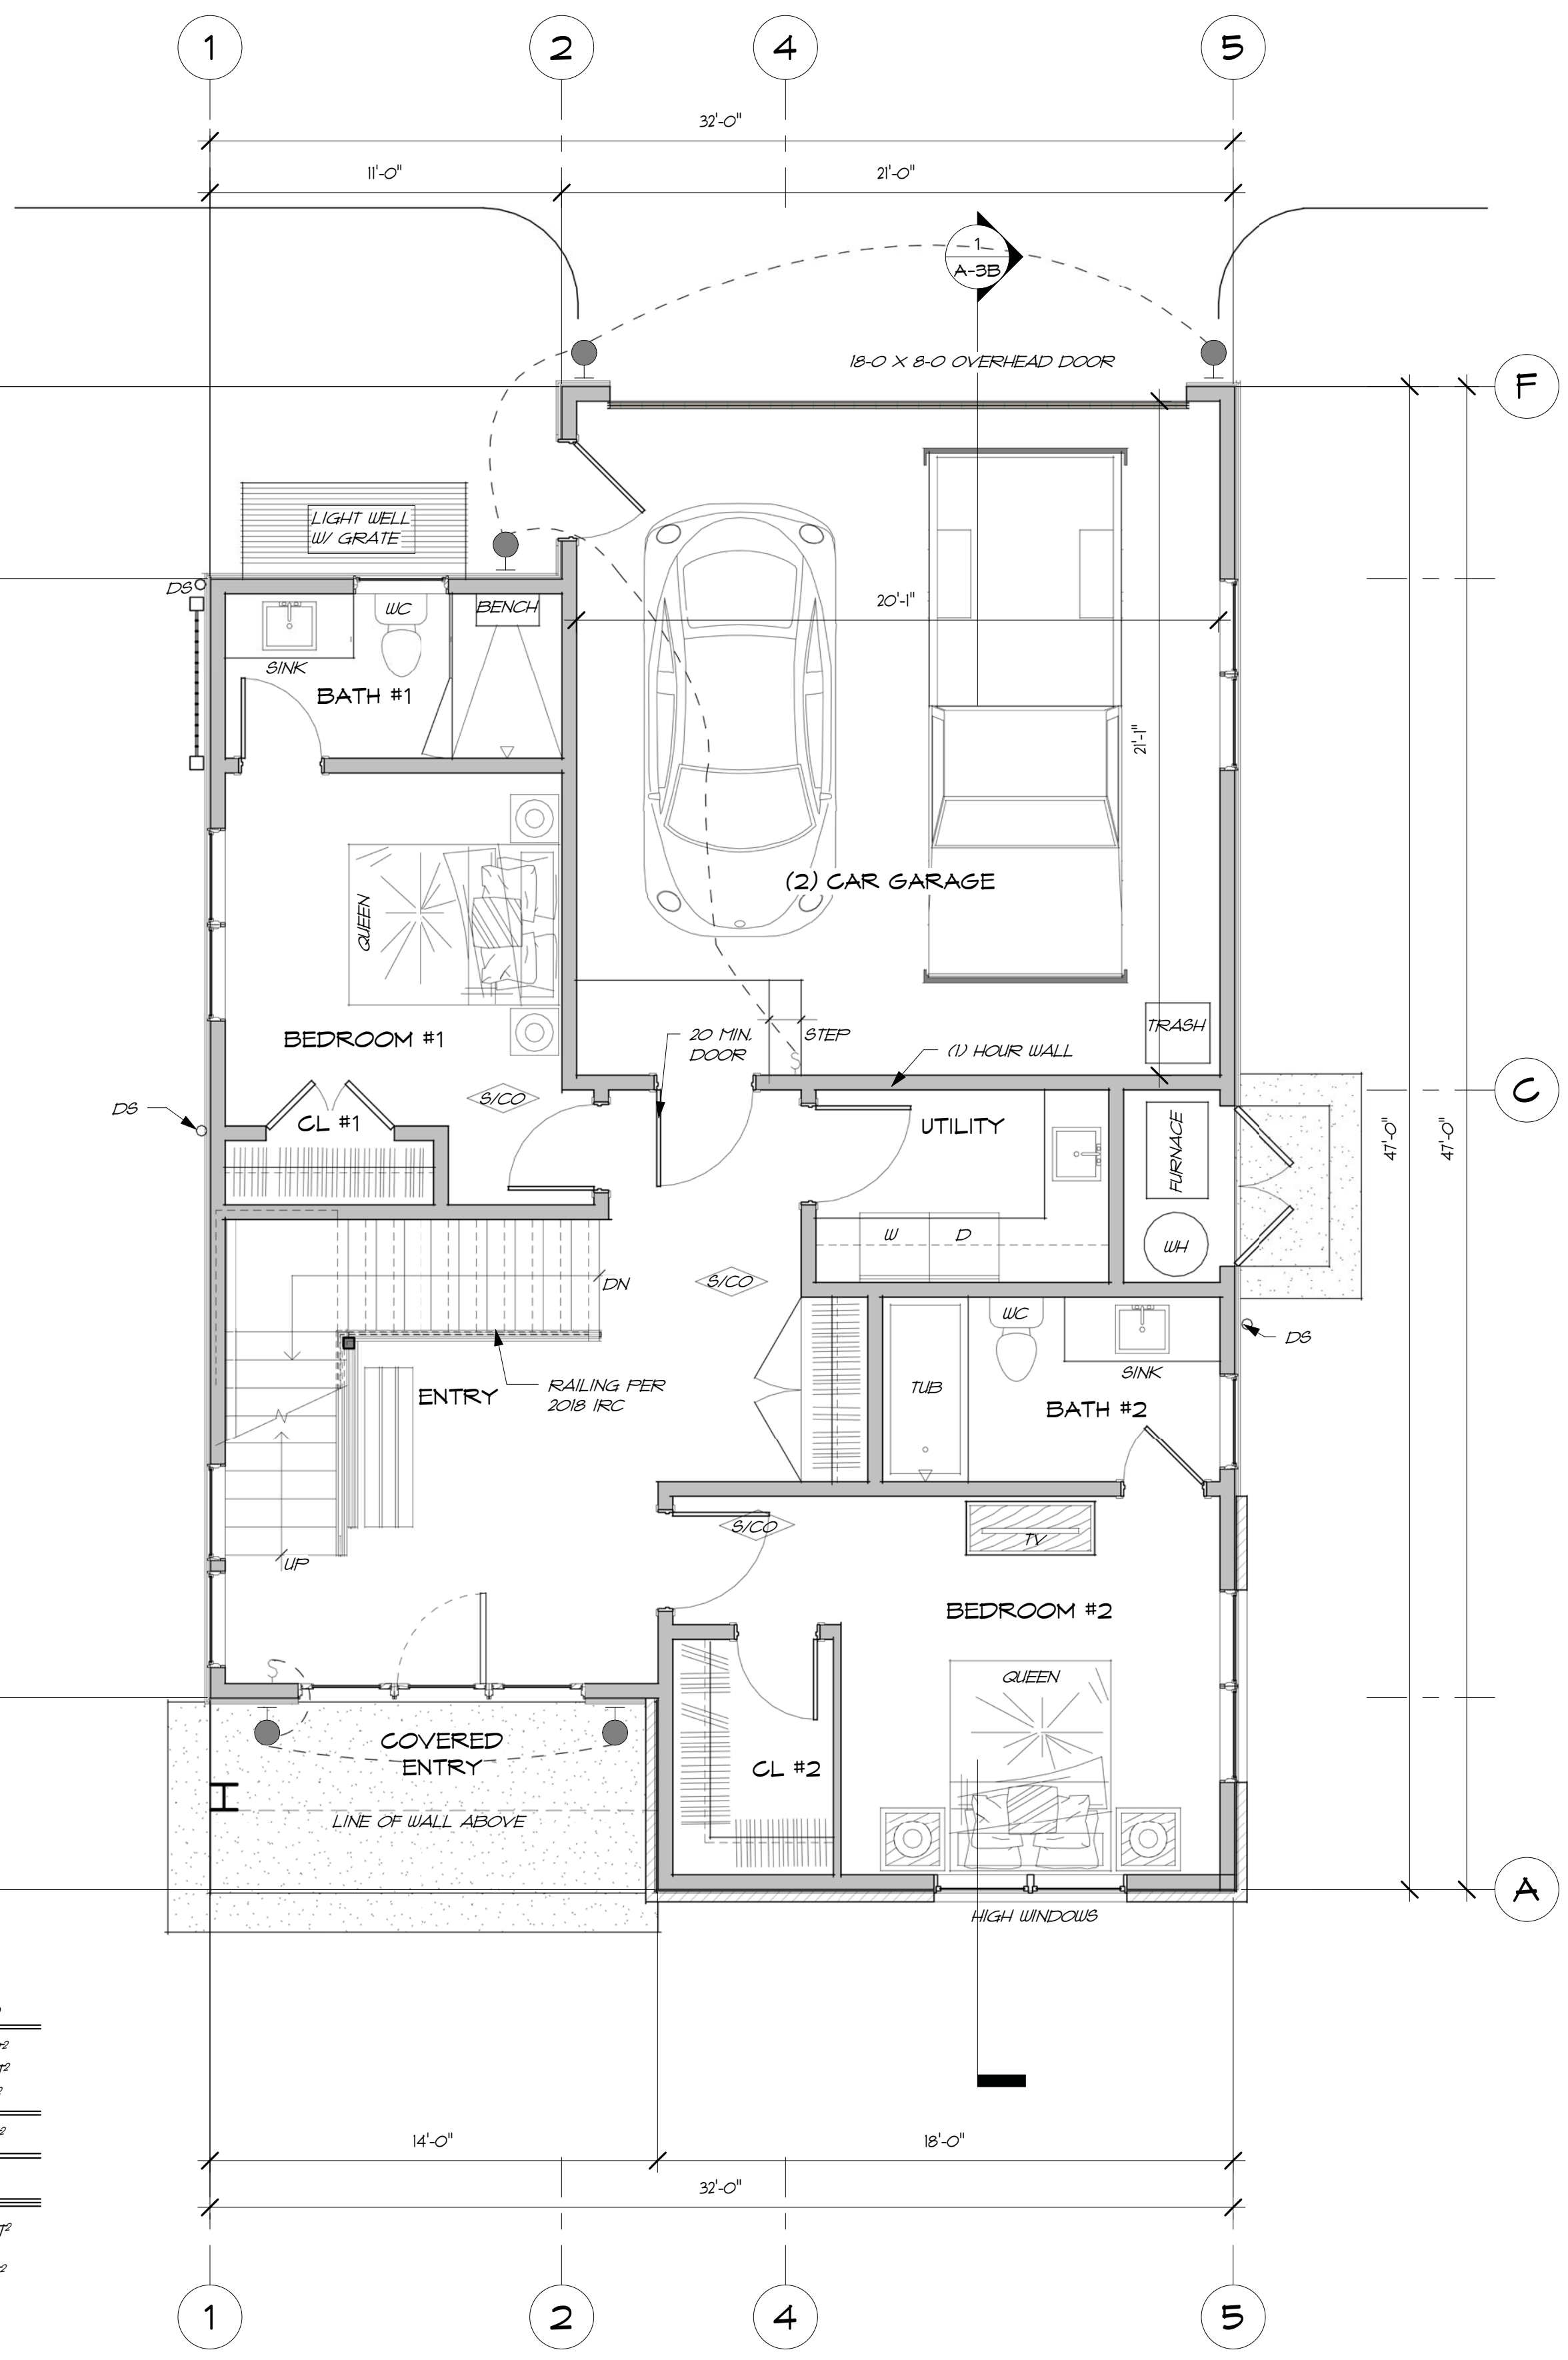 1
2
4
5
32'-0"
11'-0"
21'-0"
1
A-3B
18-0 X 8-0 OVERHEAD DOOR
F
LIGHT WELL
W/ GRATE
DS
WC
BENCH
SINK
BATH #1
20'-1"
21'-1"
(2) CAR GARAGE
QUEEN
BEDROOM #1
20 MIN.
DOOR
STEP
S
TRASH
(1) HOUR WALL
S/CO
DS
CL #1
UTILITY
FURNACE
C
47'-0"
47'-0"
W
D
WH
S/CO
DN
WC
DS
SINK
RAILING PER
2018 IRC
ENTRY
TUB
BATH #2
N
S/CO
TV
UP
BEDROOM #2
S
QUEEN
COVERED
ENTRY
CL #2
LINE OF WALL ABOVE
A
HIGH WINDOWS
14'-0"
18'-0"
32'-0"
1
2
4
5